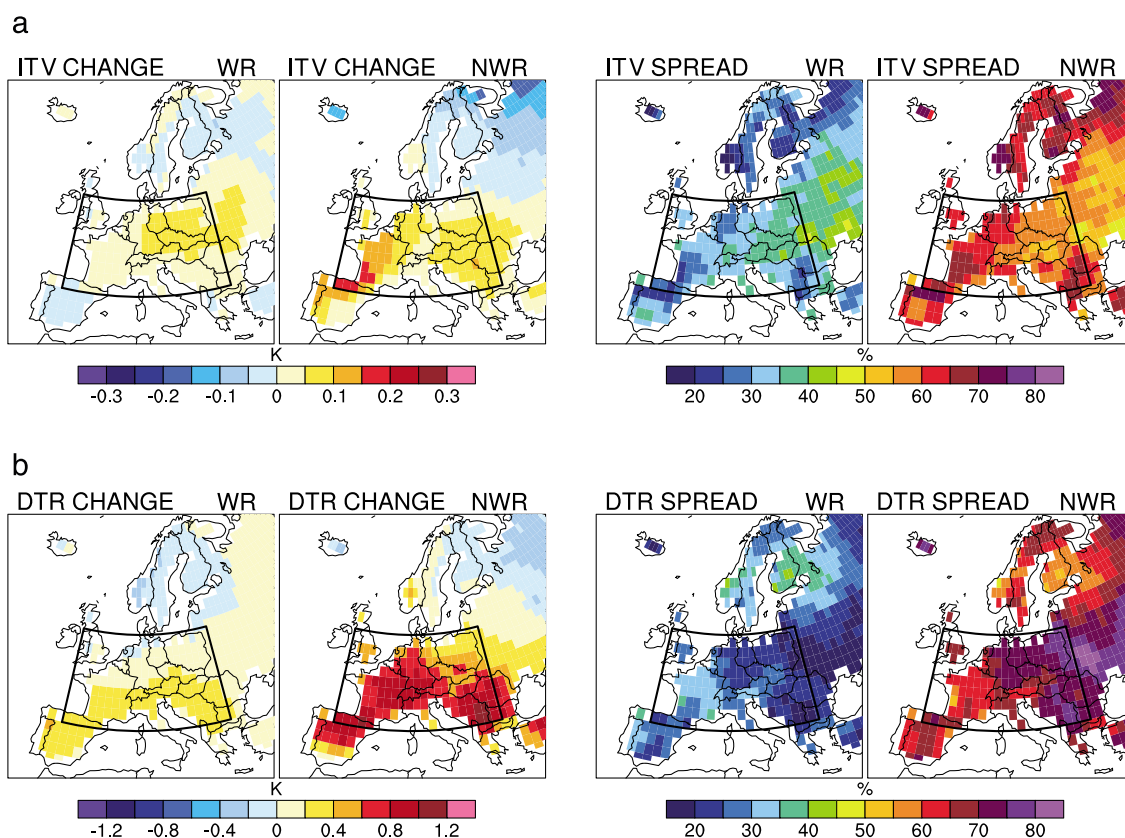 a
ITV CHANGE WR ITV CHANGE NWR ITV SPREAD WR ITV SPREAD NWR
K %
-0.3 -0.2 -0.1 0 0.1 0.2 0.3 20 30 40 50 60 70 80
b
DTR CHANGE WR DTR CHANGE NWR DTR SPREAD WR DTR SPREAD NWR
K %
-1.2 -0.8 -0.4 0 0.4 0.8 1.2 20 30 40 50 60 70 80